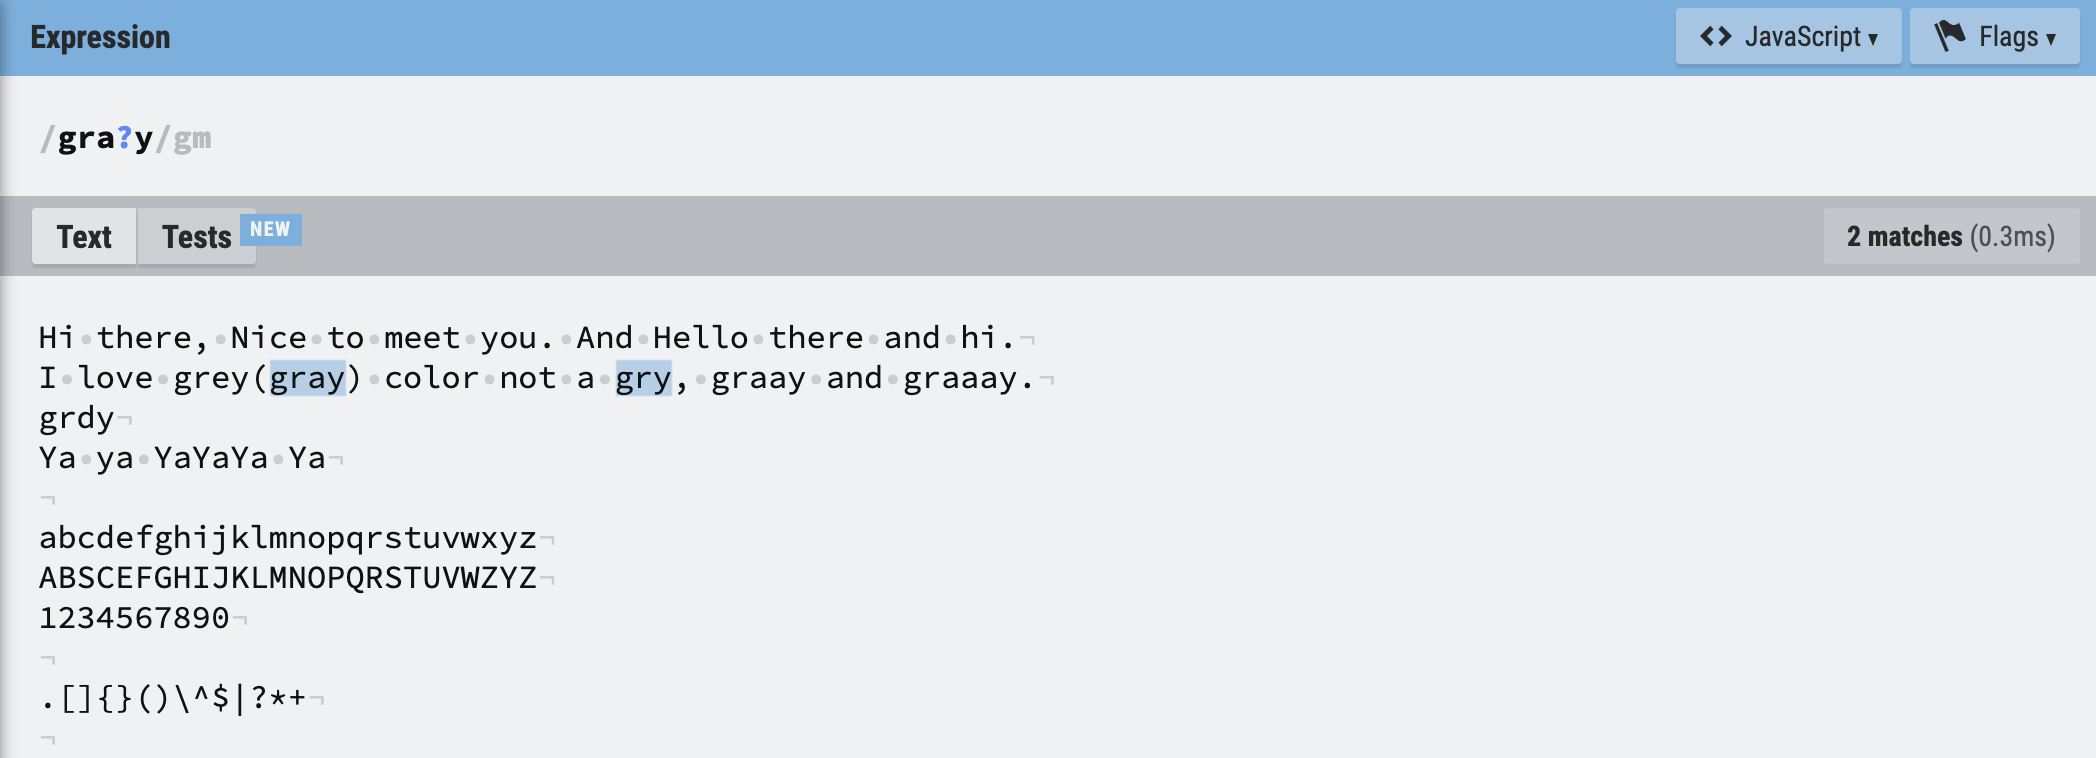 Expression
<> JavaScript ▾
Flags ▾
/gra?y/gm
Text
Tests
NEW
2 matches (0.3ms)
Hi there, Nice to meet you. And Hello there and hi.
I love grey(gray) color not a gry, graay and graaay.
grdy
Ya ya YaYaYa Ya
abcdefghijklmnopqrstuvwxyz
ABSCEFGHIJKLMNOPQRSTUVWZYZ
1234567890
.[]{}()\^$|?*+